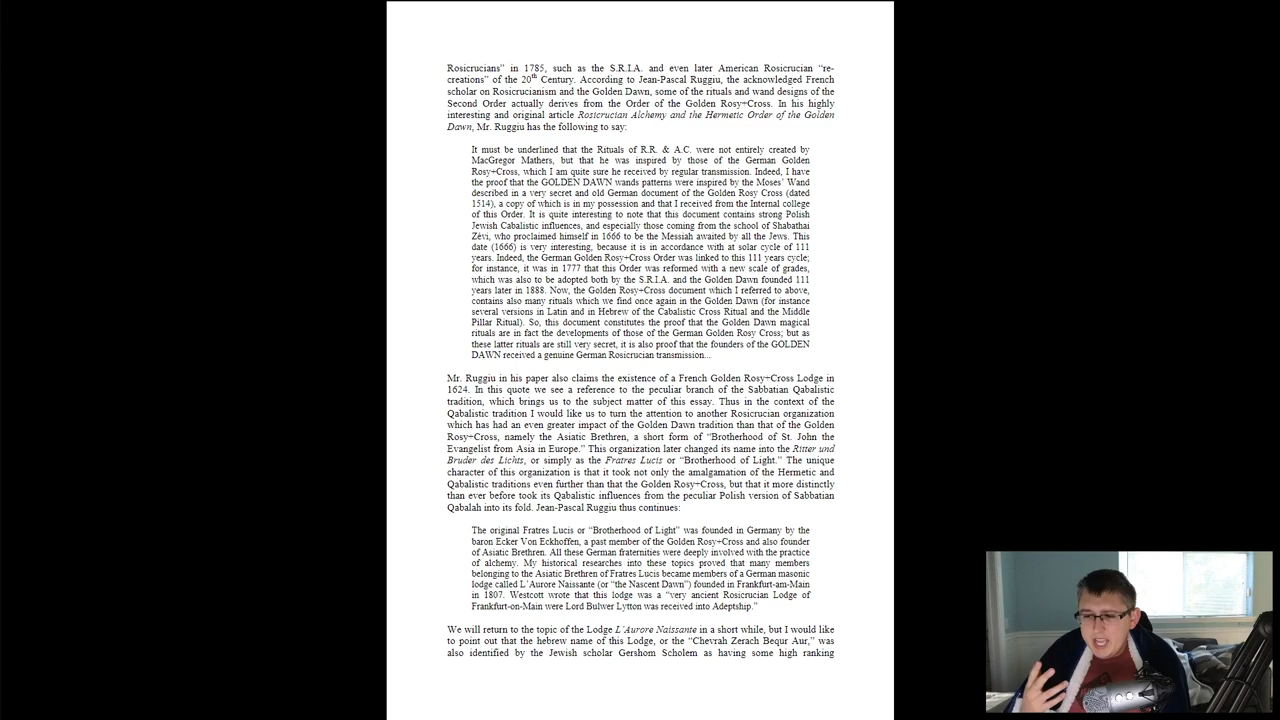 Rosicrucians” in 1785, such as the S.R.I.A. and even later American Rosicrucian “re-
creations” of the 20th Century. According to Jean-Pascal Ruggiu, the acknowledged French
scholar on Rosicrucianism and the Golden Dawn, some of the rituals and wand designs of the
Second Order actually derives from the Order of the Golden Rosy+Cross. In his highly
interesting and original article Rosicrucian Alchemy and the Hermetic Order of the Golden
Dawn, Mr. Ruggiu has the following to say:
It must be underlined that the Rituals of R.R. & A.C. were not entirely created by
MacGregor Mathers, but that he was inspired by those of the German Golden
Rosy+Cross, which I am quite sure he received by regular transmission. Indeed, I have
the proof that the GOLDEN DAWN wands patterns were inspired by the Moses’ Wand
described in a very secret and old German document of the Golden Rosy Cross (dated
1514), a copy of which is in my possession and that I received from the Internal college
of this Order. It is quite interesting to note that this document contains strong Polish
Jewish Cabalistic influences, and especially those coming from the school of Shabathai
Zévi, who proclaimed himself in 1666 to be the Messiah awaited by all the Jews. This
date (1666) is very interesting, because it is in accordance with at solar cycle of 111
years. Indeed, the German Golden Rosy+Cross Order was linked to this 111 years cycle;
for instance, it was in 1777 that this Order was reformed with a new scale of grades,
which was also to be adopted both by the S.R.I.A. and the Golden Dawn founded 111
years later in 1888. Now, the Golden Rosy+Cross document which I referred to above,
contains also many rituals which we find once again in the Golden Dawn (for instance
several versions in Latin and in Hebrew of the Cabalistic Cross Ritual and the Middle
Pillar Ritual). So, this document constitutes the proof that the Golden Dawn magical
rituals are in fact the developments of those of the German Golden Rosy Cross; but as
these latter rituals are still very secret, it is also proof that the founders of the GOLDEN
DAWN received a genuine German Rosicrucian transmission...
Mr. Ruggiu in his paper also claims the existence of a French Golden Rosy+Cross Lodge in
1624. In this quote we see a reference to the peculiar branch of the Sabbatian Qabalistic
tradition, which brings us to the subject matter of this essay. Thus in the context of the
Qabalistic tradition I would like us to turn the attention to another Rosicrucian organization
which has had an even greater impact of the Golden Dawn tradition than that of the Golden
Rosy+Cross, namely the Asiatic Brethren, a short form of “Brotherhood of St. John the
Evangelist from Asia in Europe.” This organization later changed its name into the Ritter und
Bruder des Lichts, or simply as the Fratres Lucis or “Brotherhood of Light.” The unique
character of this organization is that it took not only the amalgamation of the Hermetic and
Qabalistic traditions even further than that the Golden Rosy+Cross, but that it more distinctly
than ever before took its Qabalistic influences from the peculiar Polish version of Sabbatian
Qabalah into its fold. Jean-Pascal Ruggiu thus continues:
The original Fratres Lucis or “Brotherhood of Light” was founded in Germany by the
baron Ecker Von Eckhoffen, a past member of the Golden Rosy+Cross and also founder
of Asiatic Brethren. All these German fraternities were deeply involved with the practice
of alchemy. My historical researches into these topics proved that many members
belonging to the Asiatic Brethren of Fratres Lucis became members of a German masonic
lodge called L’Aurore Naissante (or “the Nascent Dawn”) founded in Frankfurt-am-Main
in 1807. Westcott wrote that this lodge was a “very ancient Rosicrucian Lodge of
Frankfurt-on-Main were Lord Bulwer Lytton was received into Adeptship.”
We will return to the topic of the Lodge L’Aurore Naissante in a short while, but I would like
to point out that the hebrew name of this Lodge, or the “Chevrah Zerach Bequr Aur,” was
also identified by the Jewish scholar Gershom Scholem as having some high ranking